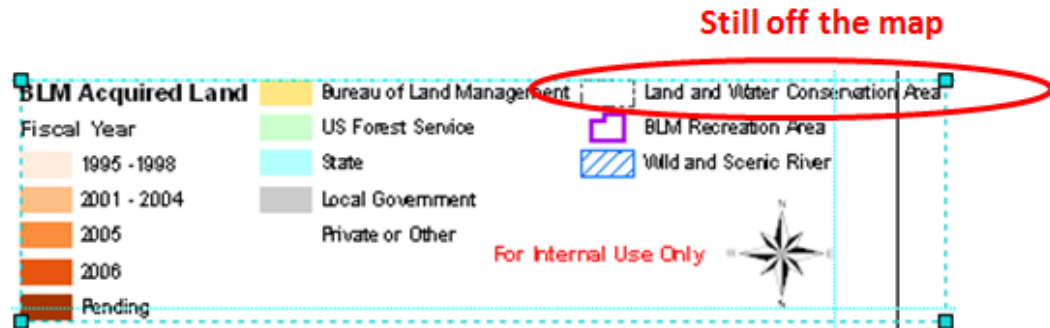 Still off the map
BLM Acquired Land
Fiscal Year
1995 -1998
2001 - 2004
2005
2006
Pending
Bureau of Land Management
US Forest Service
State
Local Government
Private or Other
Land and Water Conservation Area
BLM Recreation Area
Wild and Scenic River
For Internal Use Only
N
W
E
S